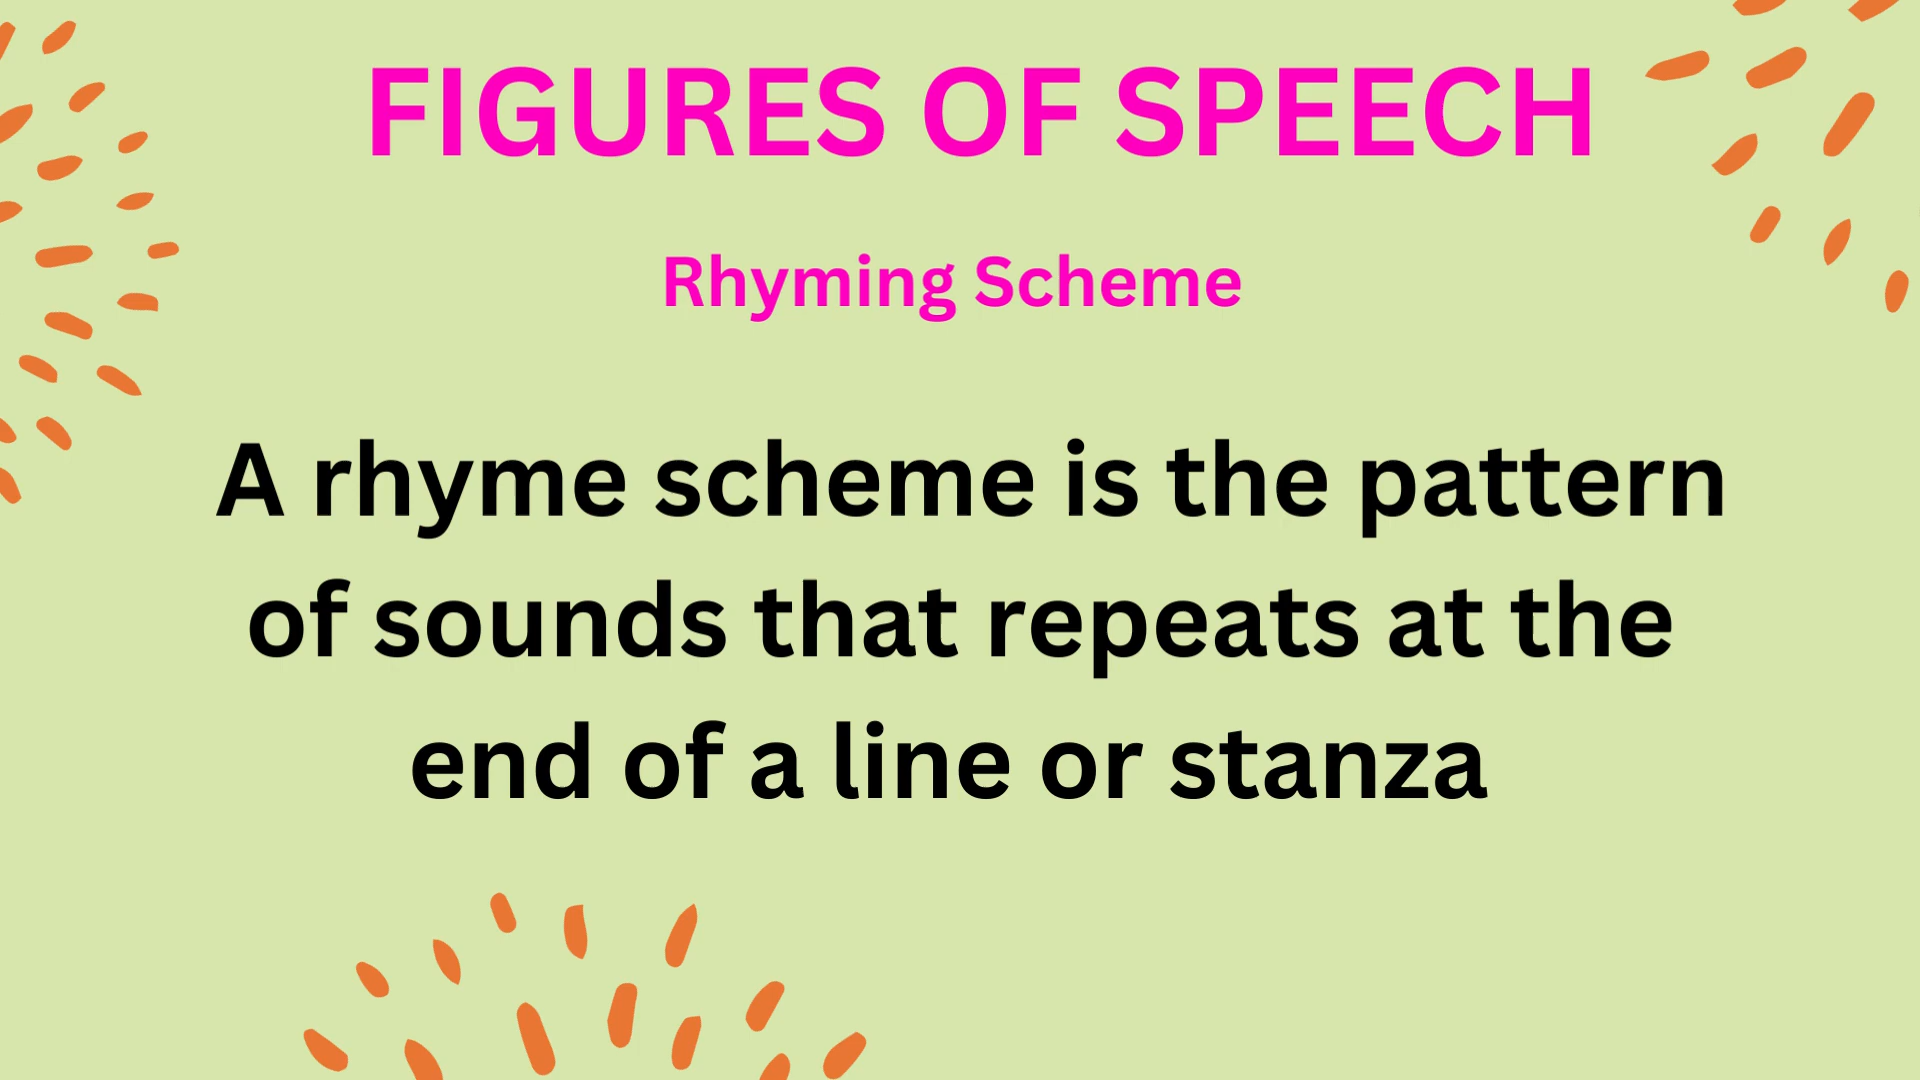 FIGURES OF SPEECH
Rhyming Scheme
A rhyme scheme is the pattern
of sounds that repeats at the
end of a line or stanza